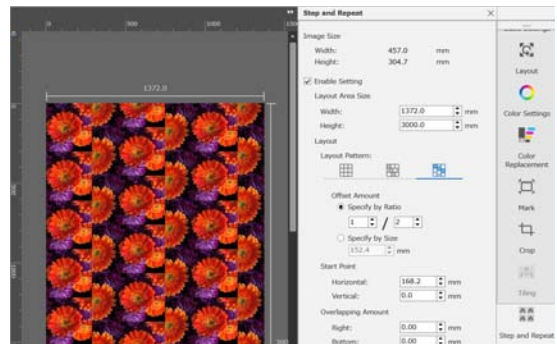 Step and Repeat
Image Size
Width: 457.0 mm
Height: 304.7 mm
Enable Setting
Layout Area Size
Width: 1372.0 mm
Height: 3000.0 mm
Layout
Layout Pattern:
Offset Amount
Specify by Ratio
1 / 2
Specify by Size
152.4 mm
Start Point
Horizontal: 168.2 mm
Vertical: 0.0 mm
Overlapping Amount
Right: 0.00 mm
Bottom: 0.00 mm
0 500 1000
1372.0
Layout
Color Settings
Color
Replacement
Mark
Crop
Tiling
Step and Repeat